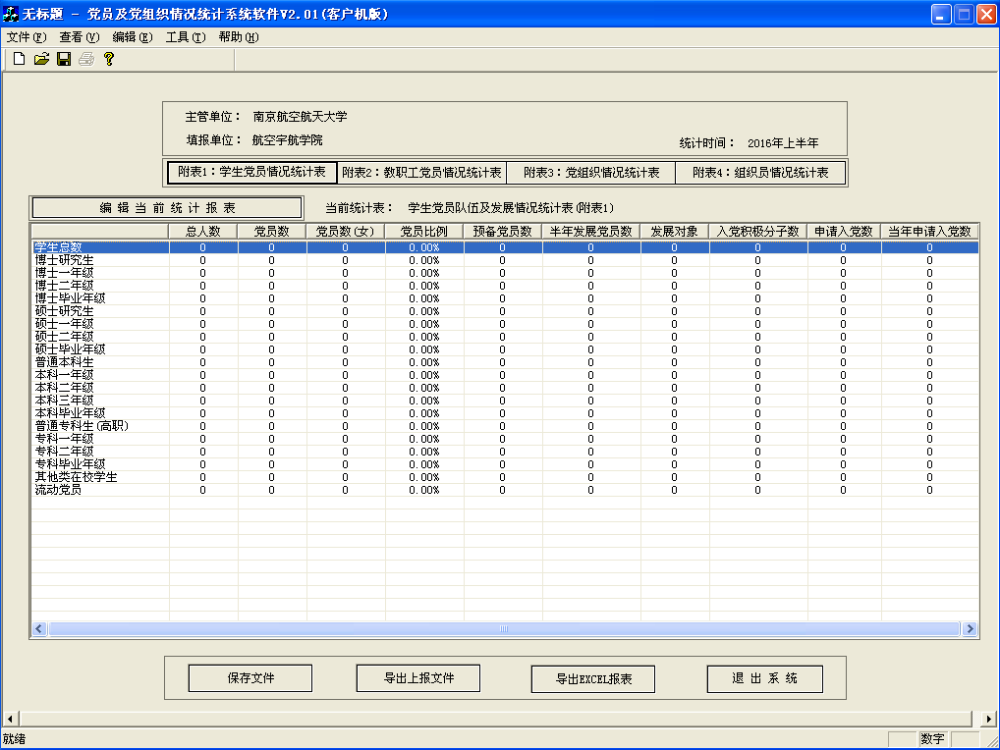 无标题 - 党员及党组织情况统计系统软件V2.01(客户机版)
文件(F) 查看(V) 编辑(E) 工具(T) 帮助(H)
主管单位： 南京航空航天大学
填报单位： 航空宇航学院
统计时间： 2016年上半年
附表1：学生党员情况统计表 附表2：教职工党员情况统计表 附表3：党组织情况统计表 附表4：组织员情况统计表
编 辑 当 前 统 计 报 表 当前统计表： 学生党员队伍及发展情况统计表(附表1)
总人数 党员数 党员数(女) 党员比例 预备党员数 半年发展党员数 发展对象 入党积极分子数 申请入党数 当年申请入党数
学生总数 0 0 0 0.00% 0 0 0 0 0 0
博士研究生 0 0 0 0.00% 0 0 0 0 0 0
博士一年级 0 0 0 0.00% 0 0 0 0 0 0
博士二年级 0 0 0 0.00% 0 0 0 0 0 0
博士毕业年级 0 0 0 0.00% 0 0 0 0 0 0
硕士研究生 0 0 0 0.00% 0 0 0 0 0 0
硕士一年级 0 0 0 0.00% 0 0 0 0 0 0
硕士二年级 0 0 0 0.00% 0 0 0 0 0 0
硕士毕业年级 0 0 0 0.00% 0 0 0 0 0 0
普通本科生 0 0 0 0.00% 0 0 0 0 0 0
本科一年级 0 0 0 0.00% 0 0 0 0 0 0
本科二年级 0 0 0 0.00% 0 0 0 0 0 0
本科三年级 0 0 0 0.00% 0 0 0 0 0 0
本科毕业年级 0 0 0 0.00% 0 0 0 0 0 0
普通专科生(高职) 0 0 0 0.00% 0 0 0 0 0 0
专科一年级 0 0 0 0.00% 0 0 0 0 0 0
专科二年级 0 0 0 0.00% 0 0 0 0 0 0
专科毕业年级 0 0 0 0.00% 0 0 0 0 0 0
其他类在校学生 0 0 0 0.00% 0 0 0 0 0 0
流动党员 0 0 0 0.00% 0 0 0 0 0 0
保存文件 导出上报文件 导出EXCEL报表 退 出 系 统
就绪 数字